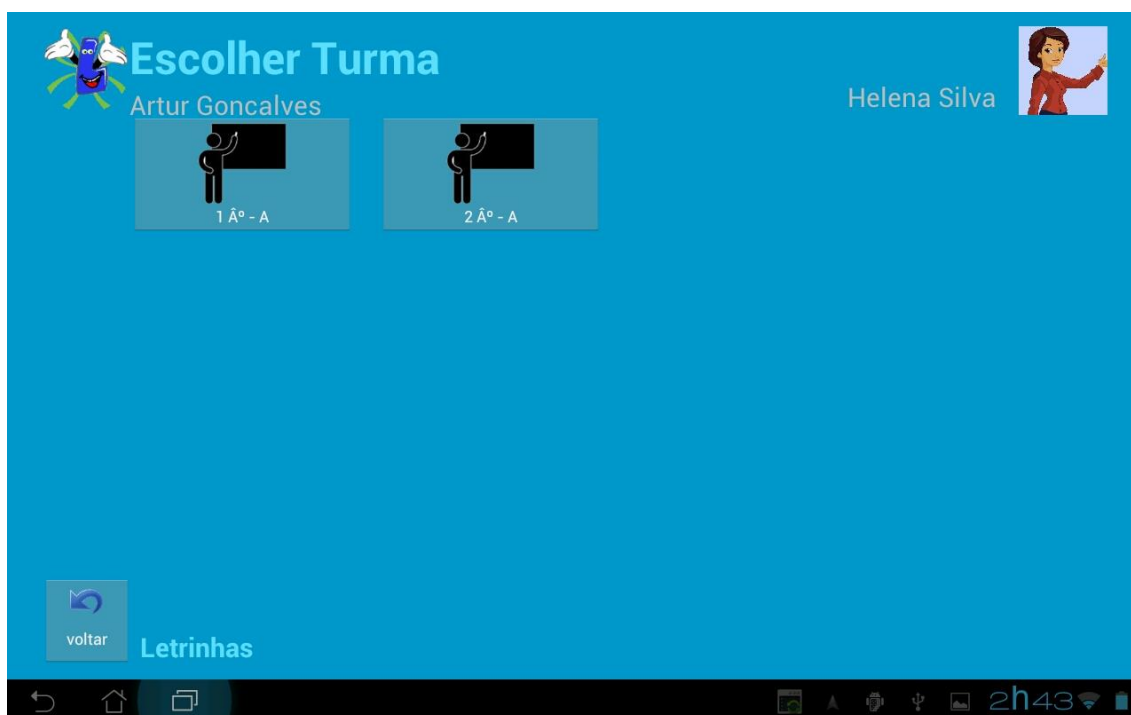 Escolher Turma
Artur Goncalves
Helena Silva
1 Âº - A
2 Âº - A
voltar
Letrinhas
2h43